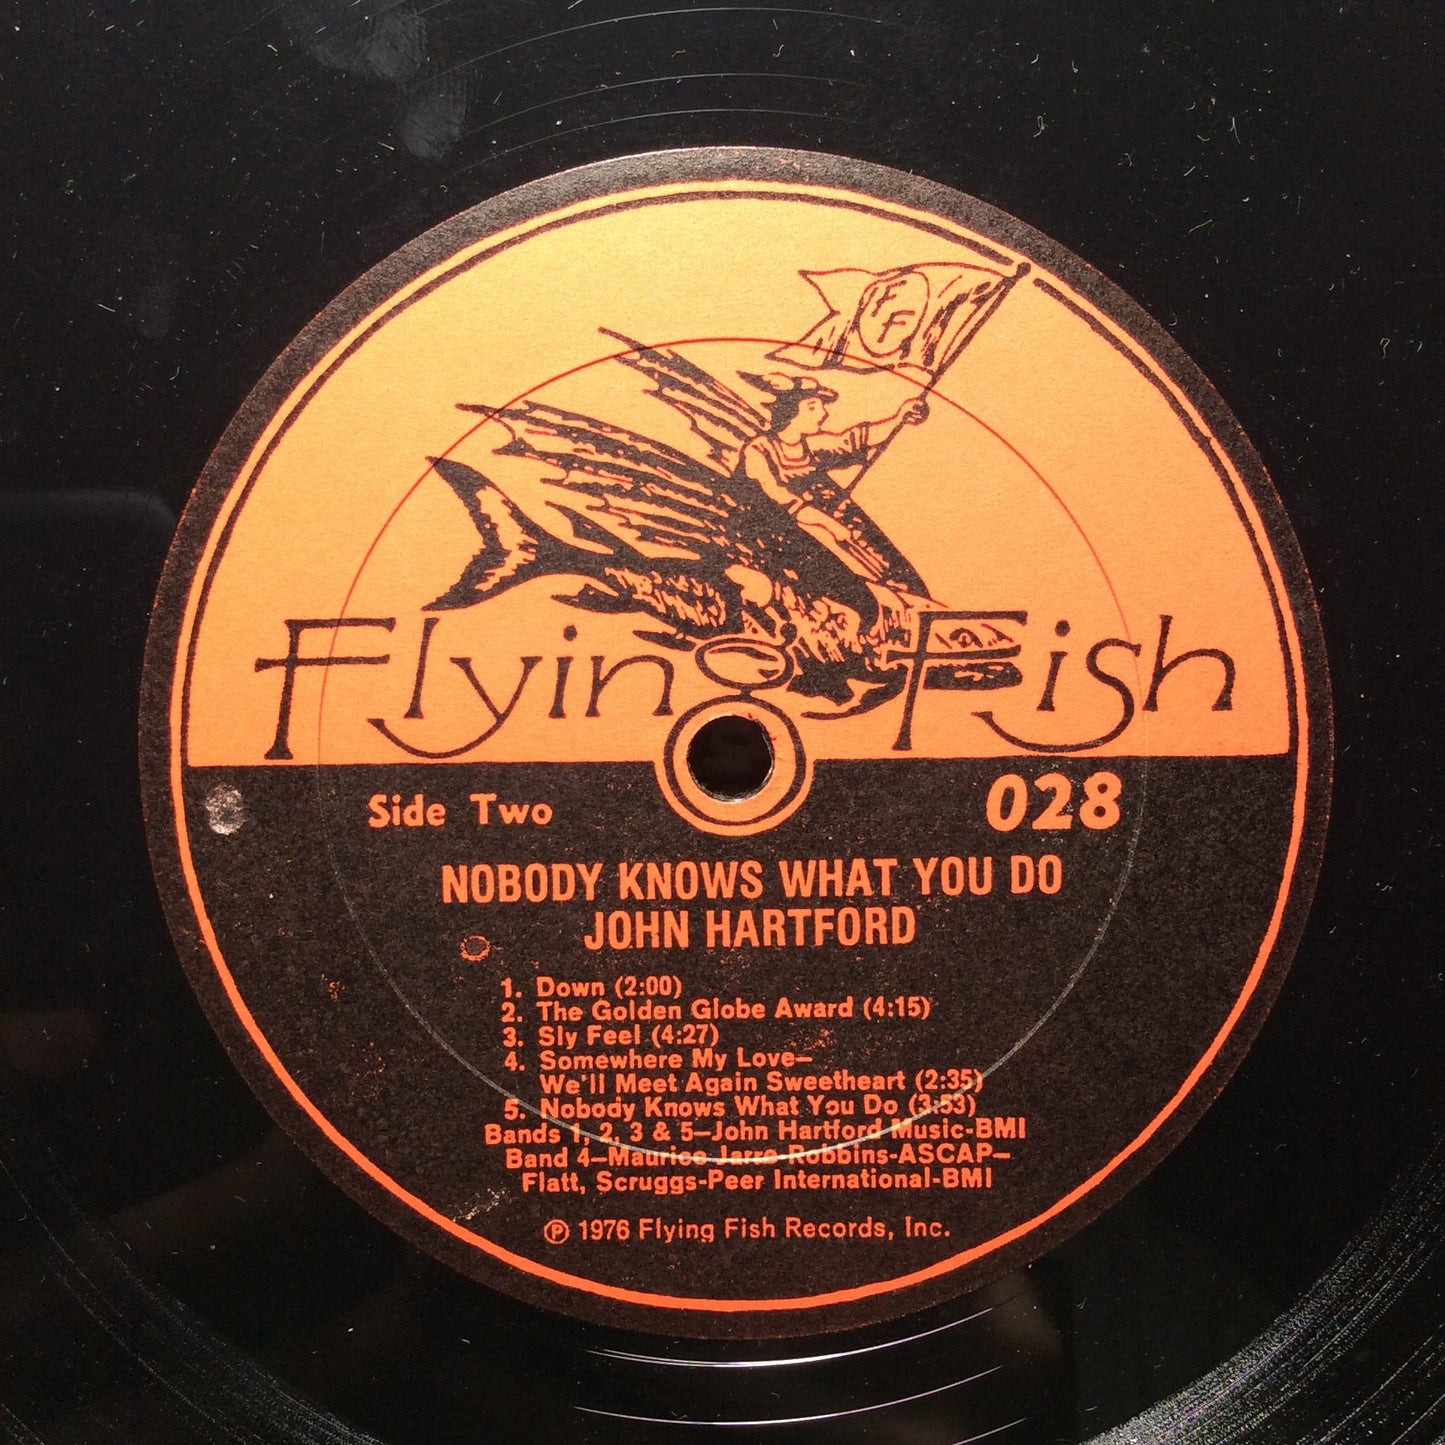 FF
Flying Fish
Side Two
028
NOBODY KNOWS WHAT YOU DO
JOHN HARTFORD
1. Down (2:00)
2. The Golden Globe Award (4:15)
3. Sly Feel (4:27)
4. Somewhere My Love—
We'll Meet Again Sweetheart (2:35)
5. Nobody Knows What You Do (3:53)
Bands 1, 2, 3 & 5—John Hartford Music-BMI
Band 4—Maurice Jarre-Robbins-ASCAP—
Flatt, Scruggs-Peer International-BMI
℗ 1976 Flying Fish Records, Inc.